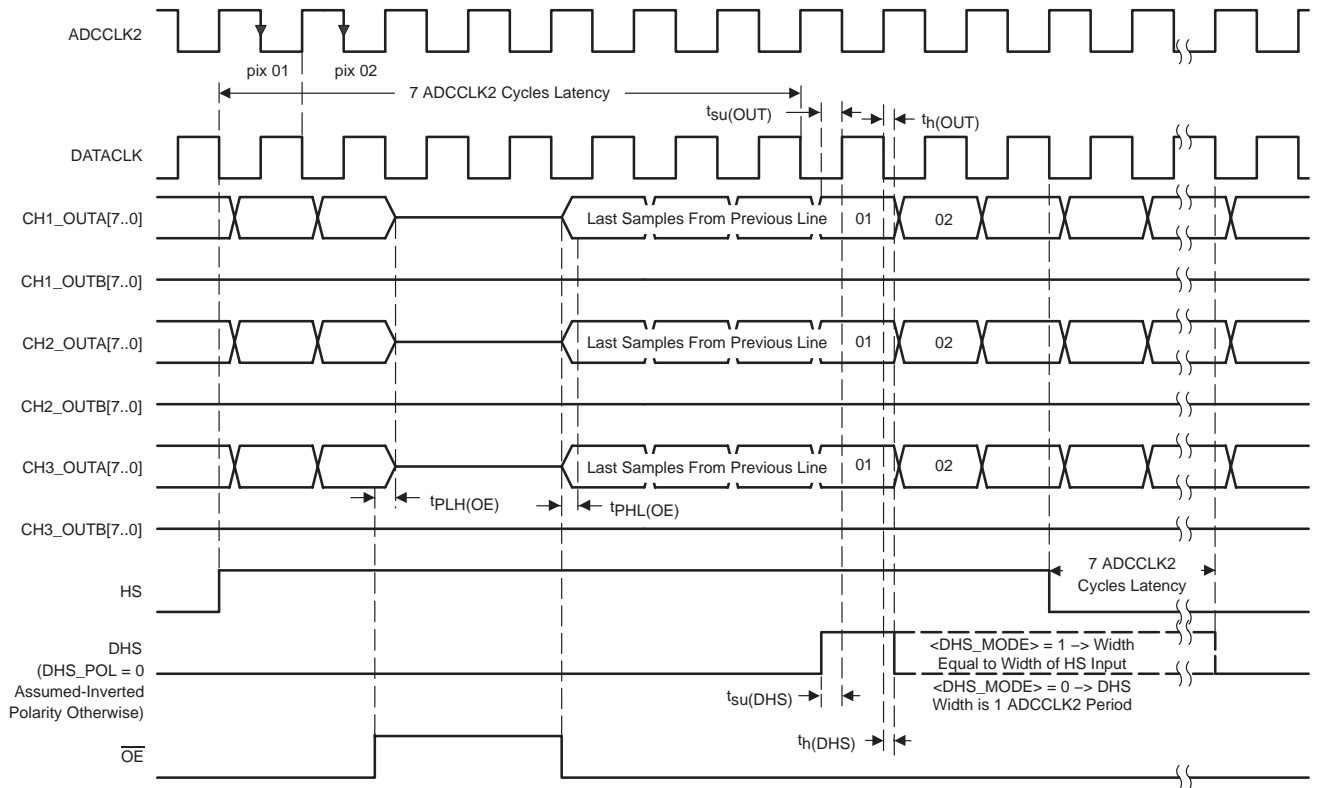 ADCCLK2
pix 01
pix 02
7 ADCCLK2 Cycles Latency
tsu(OUT)
th(OUT)
DATACLK
CH1_OUTA[7..0]
Last Samples From Previous Line
01
02
CH1_OUTB[7..0]
CH2_OUTA[7..0]
Last Samples From Previous Line
01
02
CH2_OUTB[7..0]
CH3_OUTA[7..0]
Last Samples From Previous Line
01
02
tPLH(OE)
tPHL(OE)
CH3_OUTB[7..0]
7 ADCCLK2
Cycles Latency
HS
DHS
(DHS_POL = 0
Assumed-Inverted
Polarity Otherwise)
<DHS_MODE> = 1 –> Width
Equal to Width of HS Input
<DHS_MODE> = 0 –> DHS
Width is 1 ADCCLK2 Period
tsu(DHS)
th(DHS)
OE